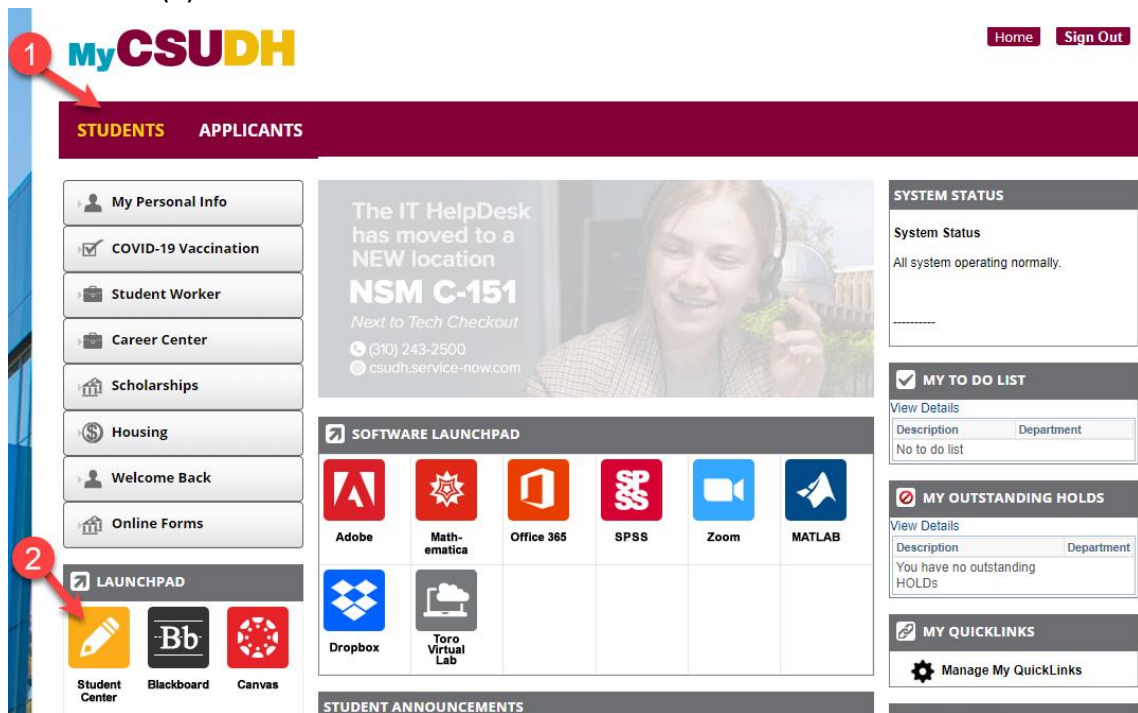 1
MyCSUDH
Home Sign Out
STUDENTS APPLICANTS
My Personal Info
COVID-19 Vaccination
Student Worker
Career Center
Scholarships
Housing
Welcome Back
Online Forms
2
LAUNCHPAD
Bb
Student
Center
Blackboard
Canvas
The IT HelpDesk
has moved to a
NEW location
NSM C-151
Next to Tech Checkout
(310) 243-2500
csudh.service-now.com
SOFTWARE LAUNCHPAD
SP
SS
Adobe
Math-
ematica
Office 365
SPSS
Zoom
MATLAB
Dropbox
Toro
Virtual
Lab
STUDENT ANNOUNCEMENTS
SYSTEM STATUS
System Status
All system operating normally.
----------
MY TO DO LIST
View Details
Description Department
No to do list
MY OUTSTANDING HOLDS
View Details
Description Department
You have no outstanding
HOLDs
MY QUICKLINKS
Manage My QuickLinks